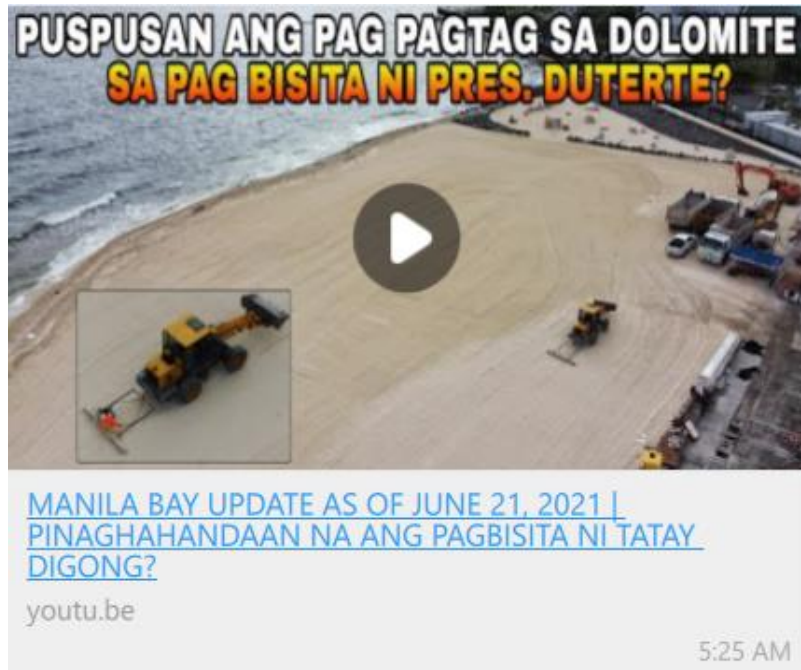 PUSPUSAN ANG PAG PAGTAG SA DOLOMITE
SA PAG BISITA NI PRES. DUTERTE?
MANILA BAY UPDATE AS OF JUNE 21, 2021 |
PINAGHAHANDAAN NA ANG PAGBISITA NI TATAY
DIGONG?
youtu.be
5:25 AM